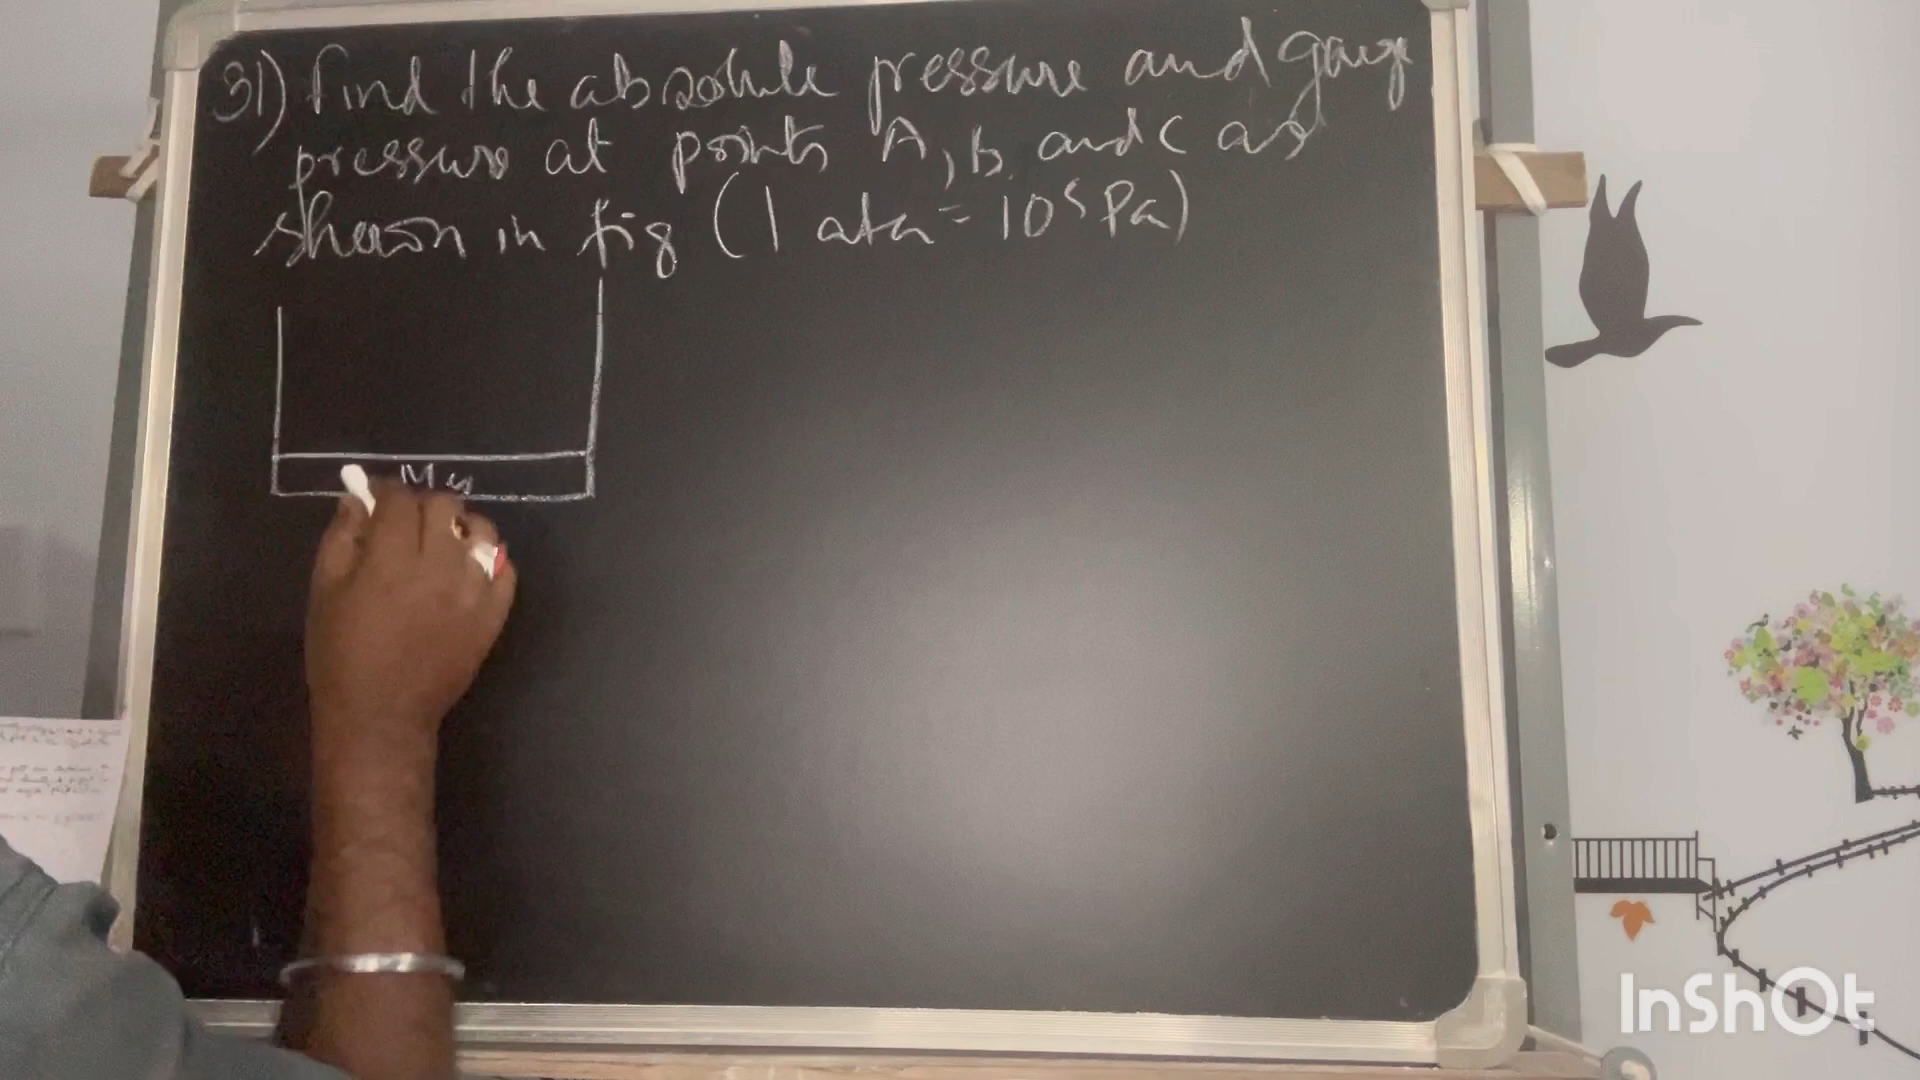 31) Find the absolute pressure and gauge
pressure at points A, B and C as
shown in fig (1 atm = 10⁵ Pa)
Hg
InShOt